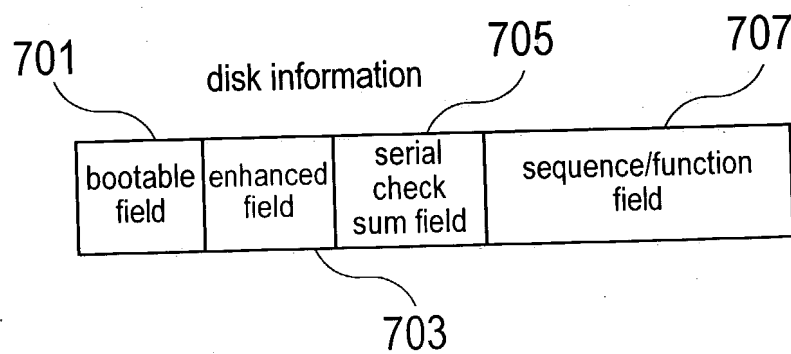 701
disk information
705
707
bootable
field
enhanced
field
serial
check
sum field
sequence/function
field
703